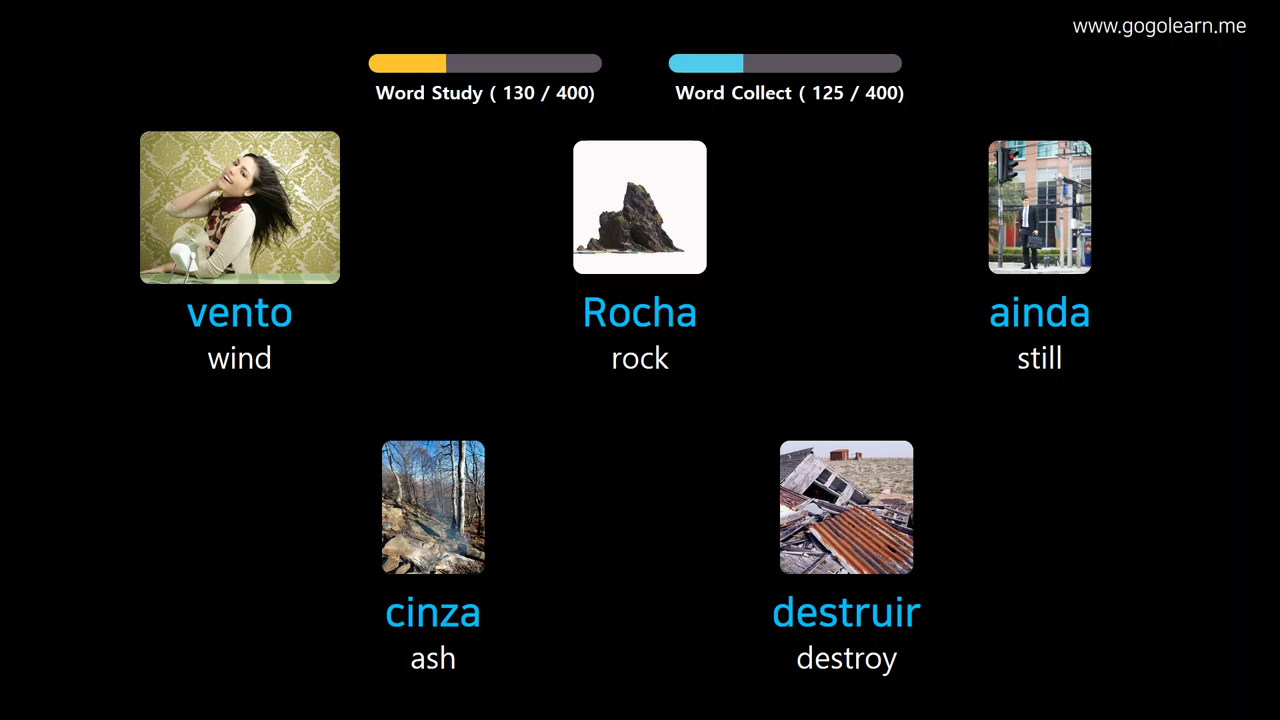 www.gogolearn.me
Word Study ( 130 / 400)
Word Collect ( 125 / 400)
vento
wind
Rocha
rock
ainda
still
cinza
ash
destruir
destroy